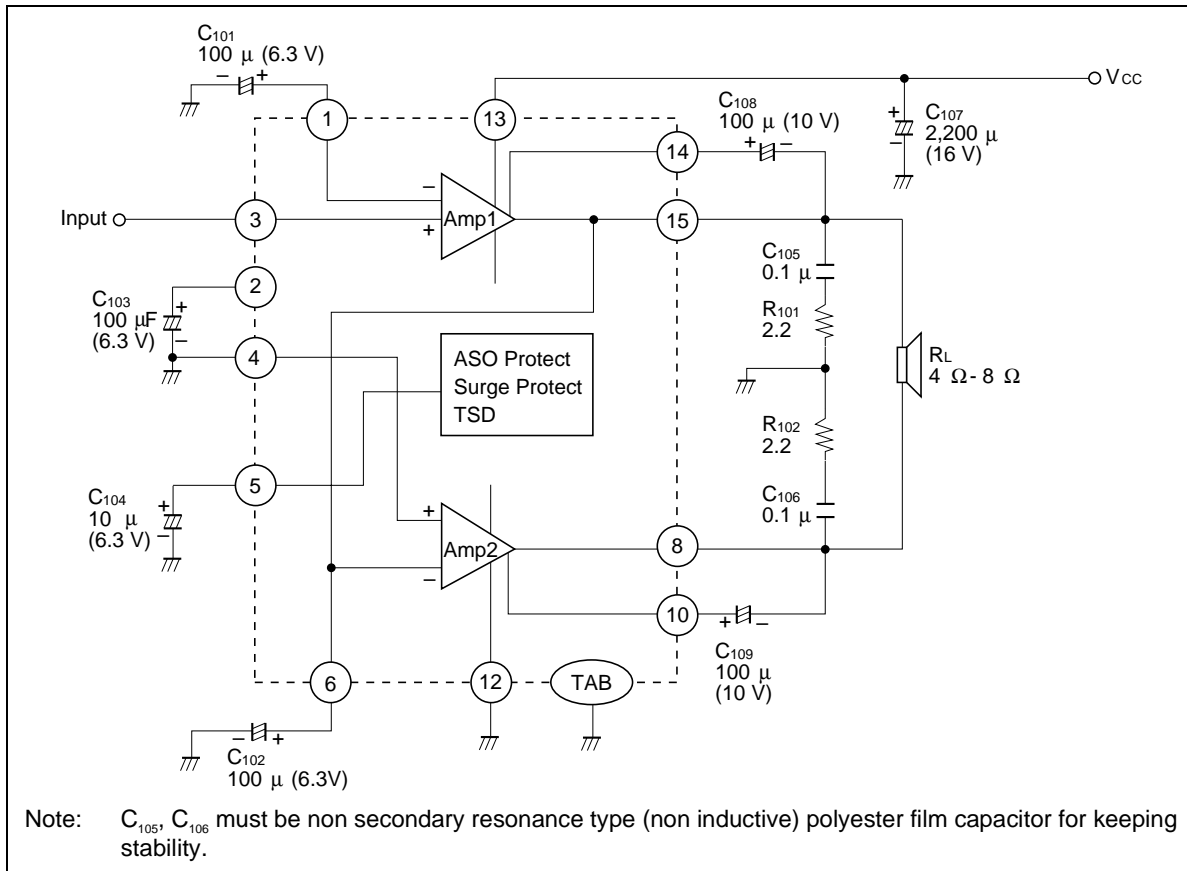 C101
100 μ (6.3 V)
− +
1
13
VCC
C108
100 μ (10 V)
+ −
+
−
C107
2,200 μ
(16 V)
14
−
Amp1
+
Input
3
15
C105
0.1 μ
2
C103
100 μF
(6.3 V)
+
−
R101
2.2
4
ASO Protect
Surge Protect
TSD
RL
4 Ω - 8 Ω
R102
2.2
5
C104
10 μ
(6.3 V)
+
−
C106
0.1 μ
+
Amp2
−
8
10
+ −
C109
100 μ
(10 V)
6
12
TAB
− +
C102
100 μ (6.3V)
Note: C105, C106 must be non secondary resonance type (non inductive) polyester film capacitor for keeping
stability.